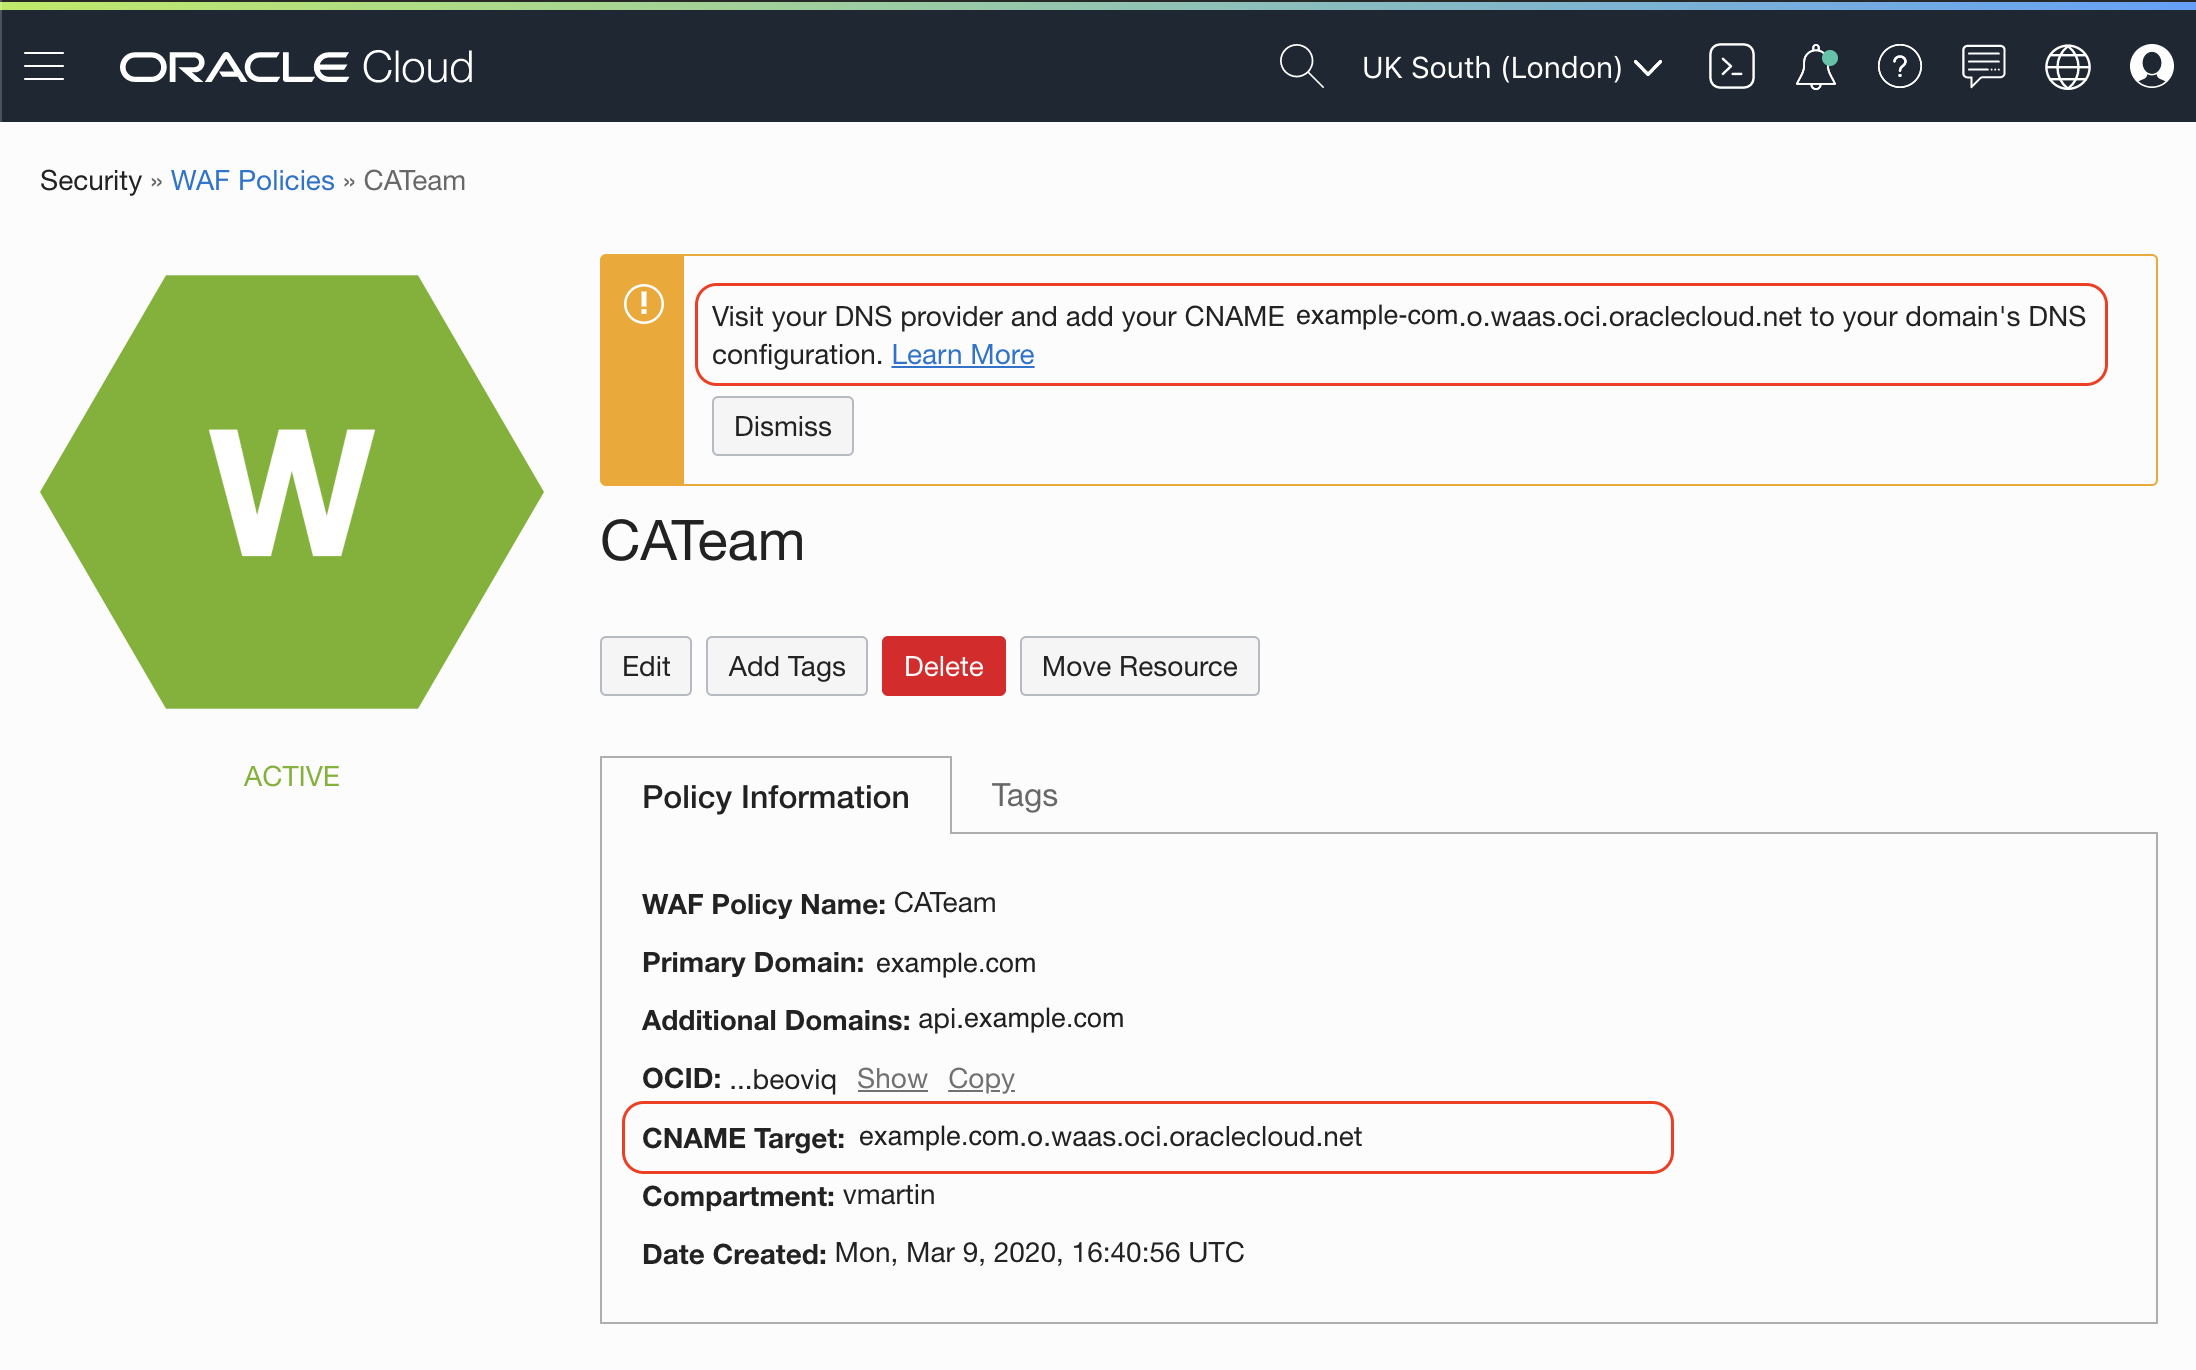 ORACLE Cloud
UK South (London)
Security » WAF Policies » CATeam
Visit your DNS provider and add your CNAME example-com.o.waas.oci.oraclecloud.net to your domain's DNS
configuration. Learn More
Dismiss
W
ACTIVE
CATeam
Edit Add Tags Delete Move Resource
Policy Information Tags
WAF Policy Name: CATeam
Primary Domain: example.com
Additional Domains: api.example.com
OCID: ...beoviq Show Copy
CNAME Target: example.com.o.waas.oci.oraclecloud.net
Compartment: vmartin
Date Created: Mon, Mar 9, 2020, 16:40:56 UTC